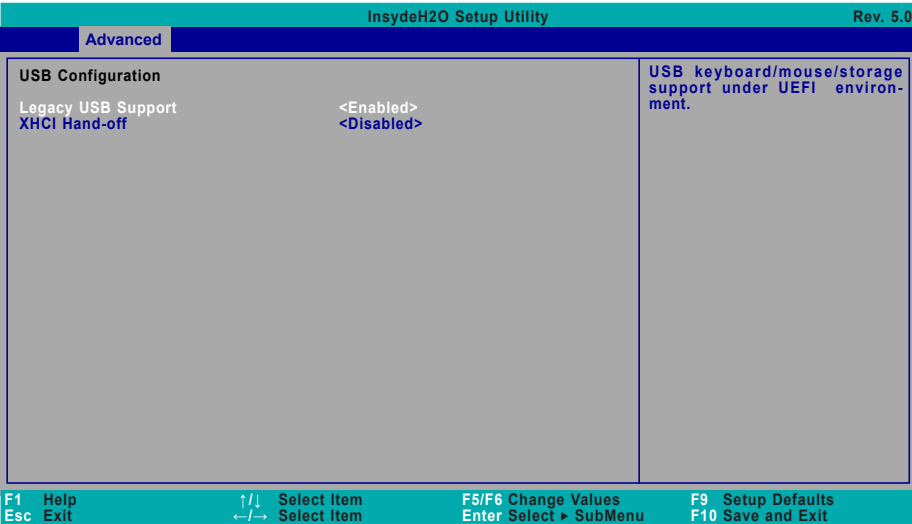 InsydeH2O Setup Utility Rev. 5.0
Advanced
USB Configuration
Legacy USB Support <Enabled>
XHCI Hand-off <Disabled>
USB keyboard/mouse/storage
support under UEFI environ-
ment.
F1 Help ↑/↓ Select Item F5/F6 Change Values F9 Setup Defaults
Esc Exit ←/→ Select Item Enter Select ▸ SubMenu F10 Save and Exit